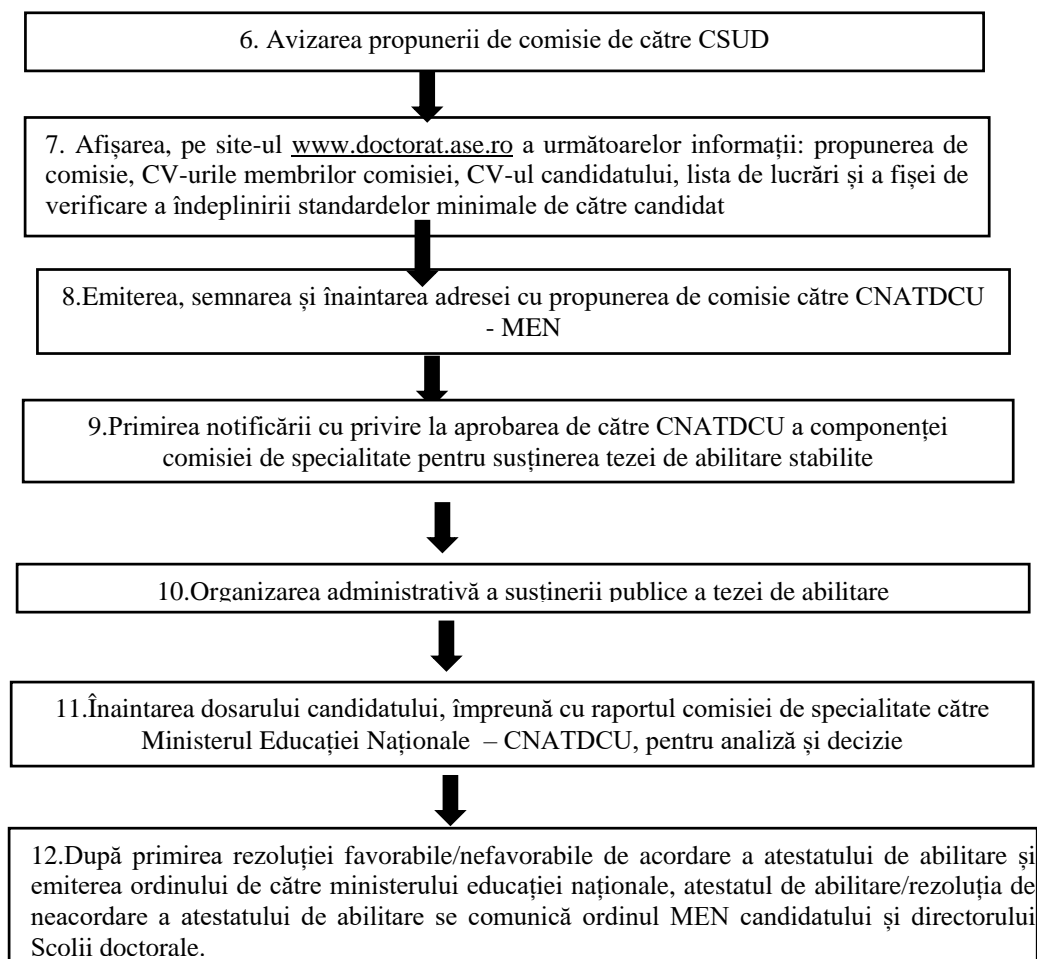 6. Avizarea propunerii de comisie de către CSUD
7. Afișarea, pe site-ul www.doctorat.ase.ro a următoarelor informații: propunerea de
comisie, CV-urile membrilor comisiei, CV-ul candidatului, lista de lucrări și a fișei de
verificare a îndeplinirii standardelor minimale de către candidat
8.Emiterea, semnarea și înaintarea adresei cu propunerea de comisie către CNATDCU
- MEN
9.Primirea notificării cu privire la aprobarea de către CNATDCU a componenței
comisiei de specialitate pentru susținerea tezei de abilitare stabilite
10.Organizarea administrativă a susținerii publice a tezei de abilitare
11.Înaintarea dosarului candidatului, împreună cu raportul comisiei de specialitate către
Ministerul Educației Naționale – CNATDCU, pentru analiză și decizie
12.După primirea rezoluției favorabile/nefavorabile de acordare a atestatului de abilitare și
emiterea ordinului de către ministerului educației naționale, atestatul de abilitare/rezoluția de
neacordare a atestatului de abilitare se comunică ordinul MEN candidatului și directorului
Școlii doctorale.